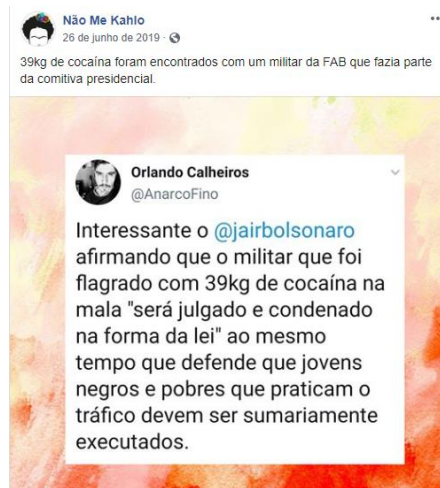 Não Me Kahlo
26 de junho de 2019 ·
39kg de cocaína foram encontrados com um militar da FAB que fazia parte
da comitiva presidencial.
Orlando Calheiros
@AnarcoFino
Interessante o @jairbolsonaro
afirmando que o militar que foi
flagrado com 39kg de cocaína na
mala "será julgado e condenado
na forma da lei" ao mesmo
tempo que defende que jovens
negros e pobres que praticam o
tráfico devem ser sumariamente
executados.